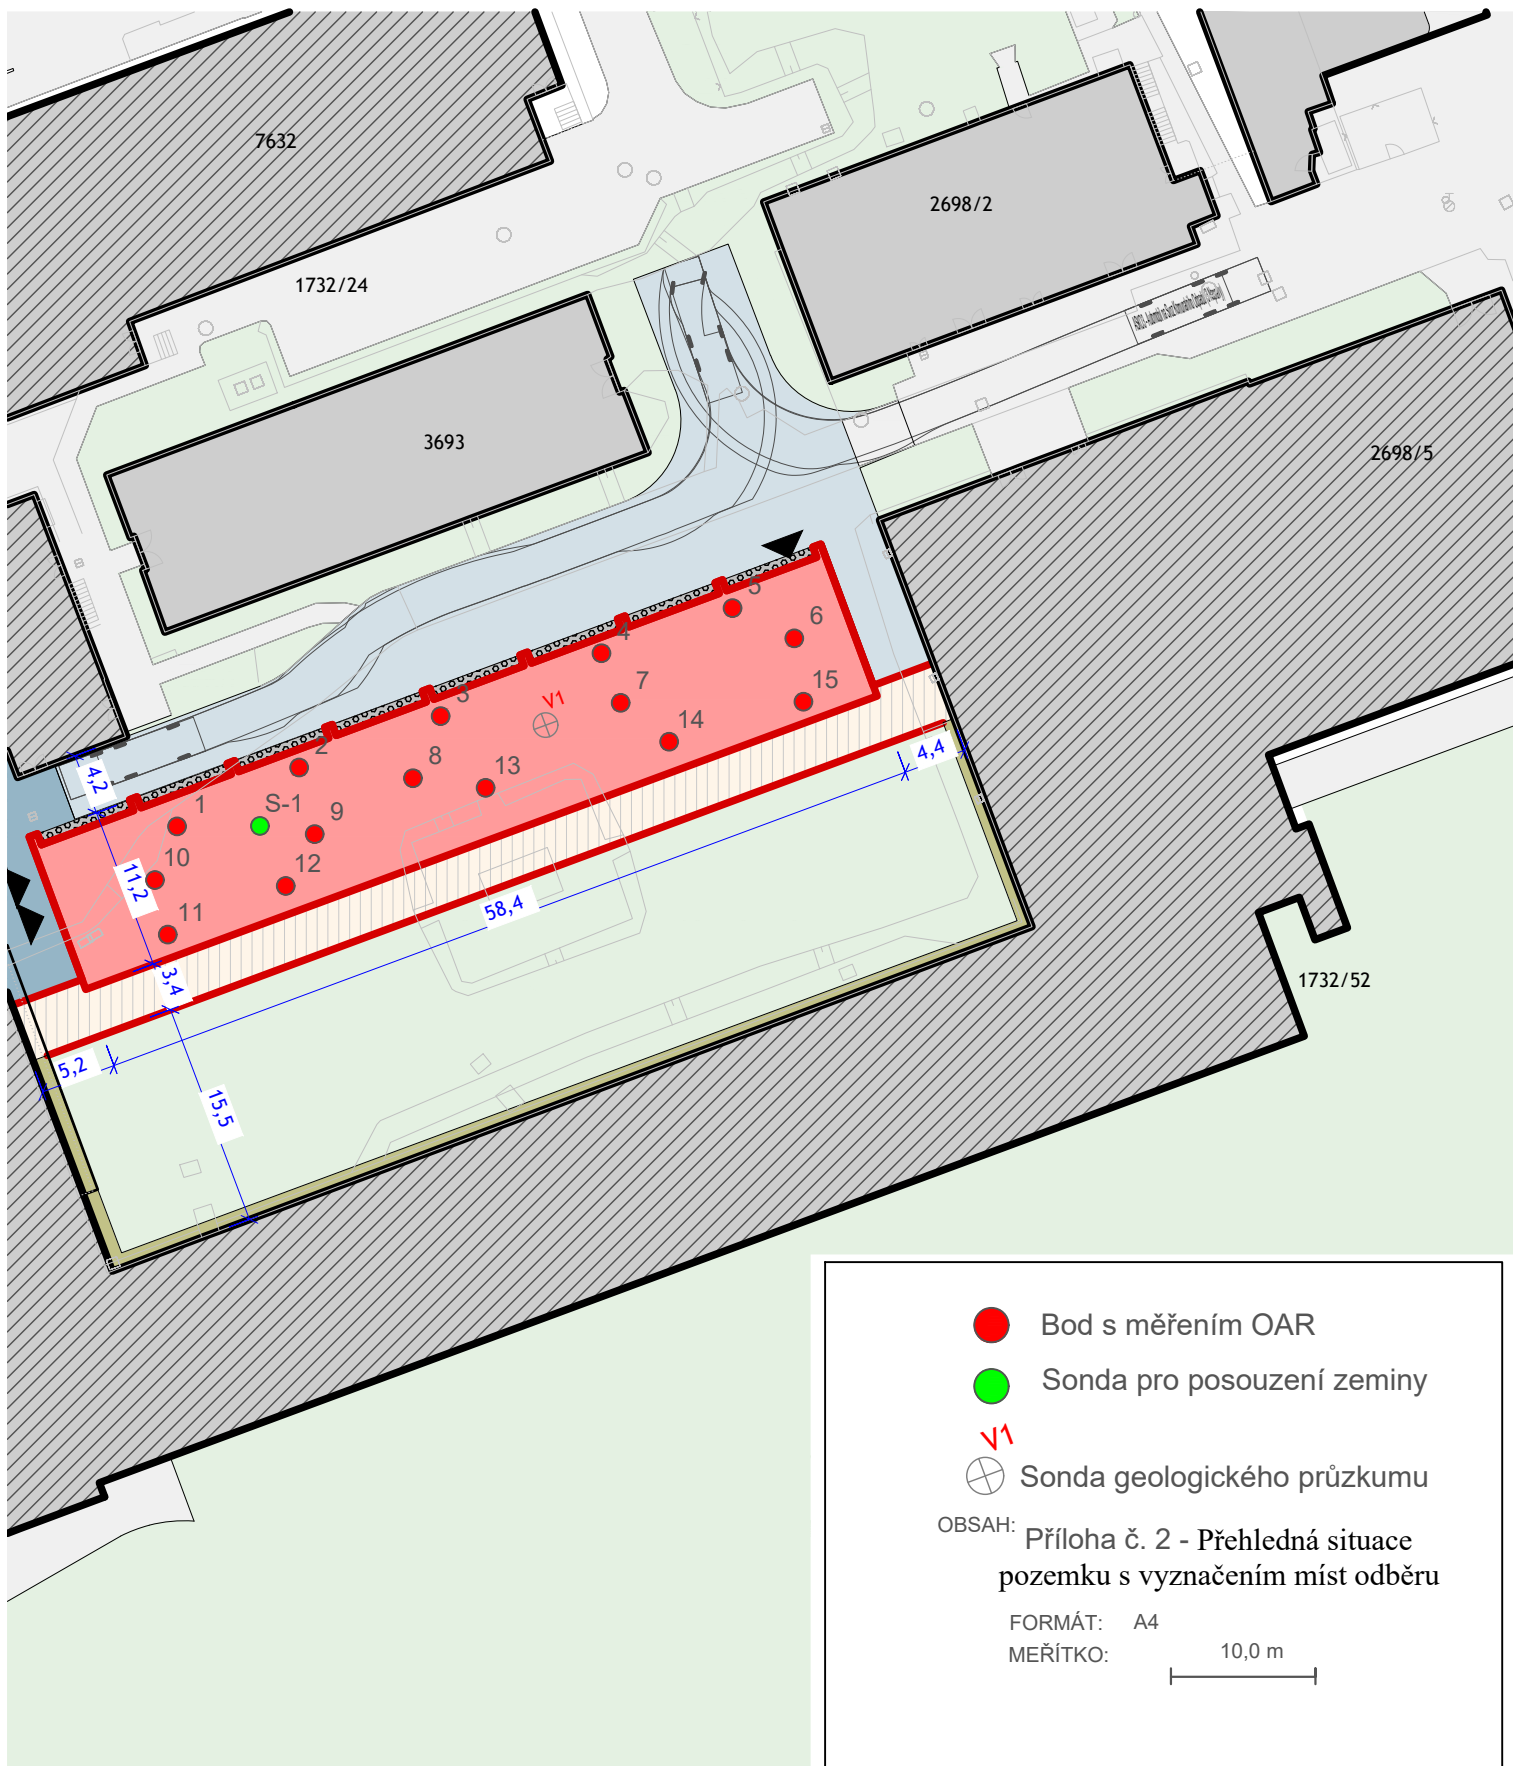 7632
2698/2
1732/24
3693
2698/5
5
6
4
7
15
V1
3
14
2
8
13
4,4
4,2
1
S-1
9
10
11,2
12
58,4
11
3,4
1732/52
5,2
15,5
Bod s měřením OAR
Sonda pro posouzení zeminy
V1
Sonda geologického průzkumu
OBSAH: Příloha č. 2 - Přehledná situace
pozemku s vyznačením míst odběru
FORMÁT: A4
MEŘÍTKO: 10,0 m